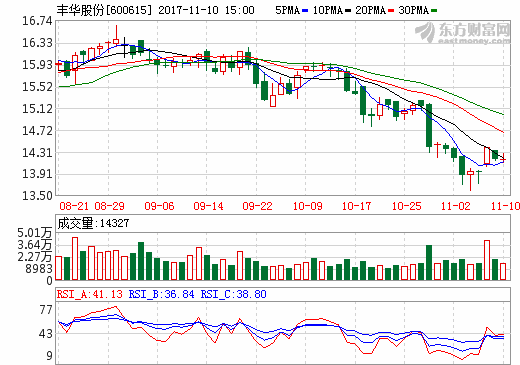 丰华股份[600615] 2017-11-10 15:00 5PMA 10PMA 20PMA 30PMA
东方财富网
eastmoney.com
16.74
16.33
15.93
15.52
15.12
14.72
14.31
13.91
13.50
08-21 08-29 09-06 09-14 09-22 10-09 10-17 10-25 11-02 11-10
成交量:14327
5.01万
3.64万
2.27万
8983
0
RSI_A:41.13 RSI_B:36.84 RSI_C:38.80
77
43
9